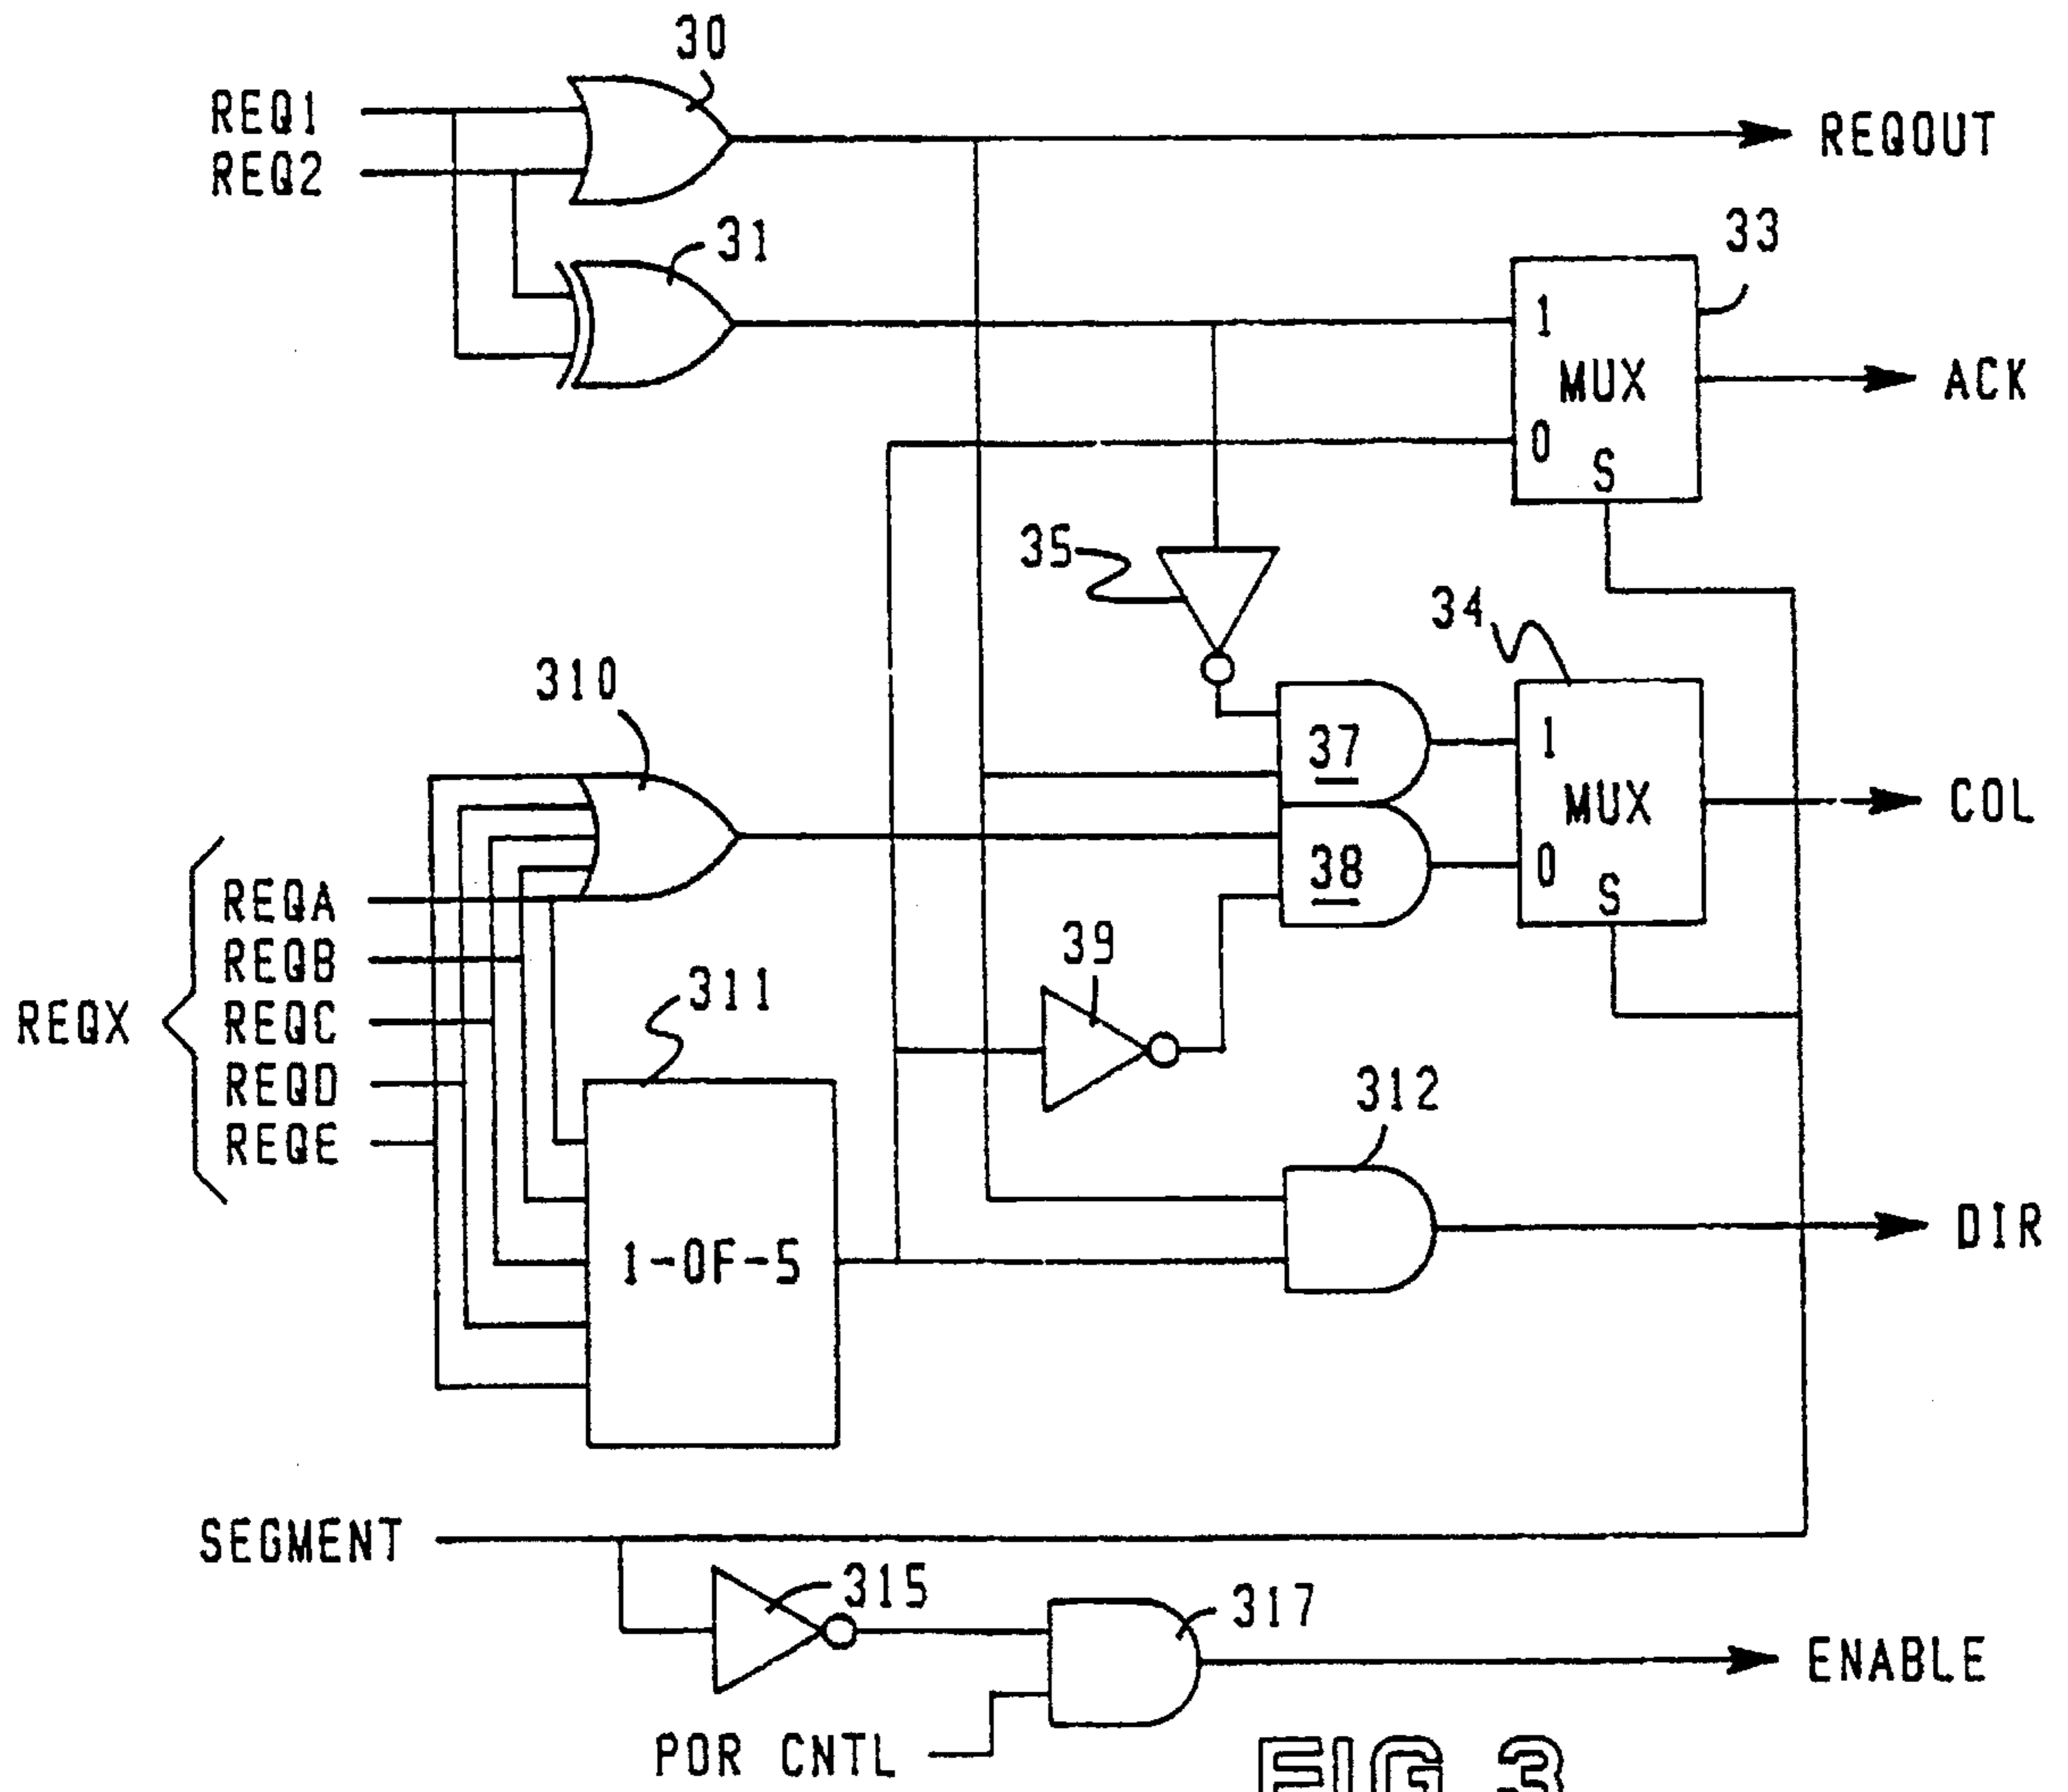 30
REQ1
REQOUT
REQ2
31
33
1
MUX
ACK
0
S
35
34
310
37
1
MUX
COL
38
0
S
REQA
39
REQB
311
REQX
REQC
REQD
312
REQE
1-OF-5
DIR
SEGMENT
315
317
ENABLE
POR CNTL
FIG. 3